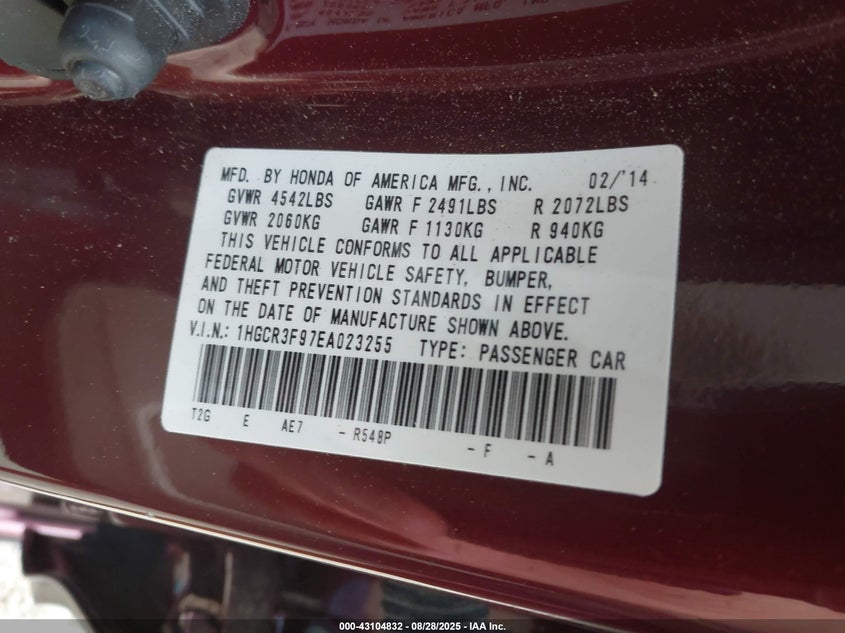 MFD. BY HONDA OF AMERICA MFG., INC. 02/'14
GVWR 4542LBS GAWR F 2491LBS R 2072LBS
GVWR 2060KG GAWR F 1130KG R 940KG
THIS VEHICLE CONFORMS TO ALL APPLICABLE
FEDERAL MOTOR VEHICLE SAFETY, BUMPER,
AND THEFT PREVENTION STANDARDS IN EFFECT
ON THE DATE OF MANUFACTURE SHOWN ABOVE.
V.I.N.: 1HGCR3F97EA023255 TYPE: PASSENGER CAR
T2G E AE7 - R548P - F - A
000-43104832 - 08/28/2025 - IAA Inc.